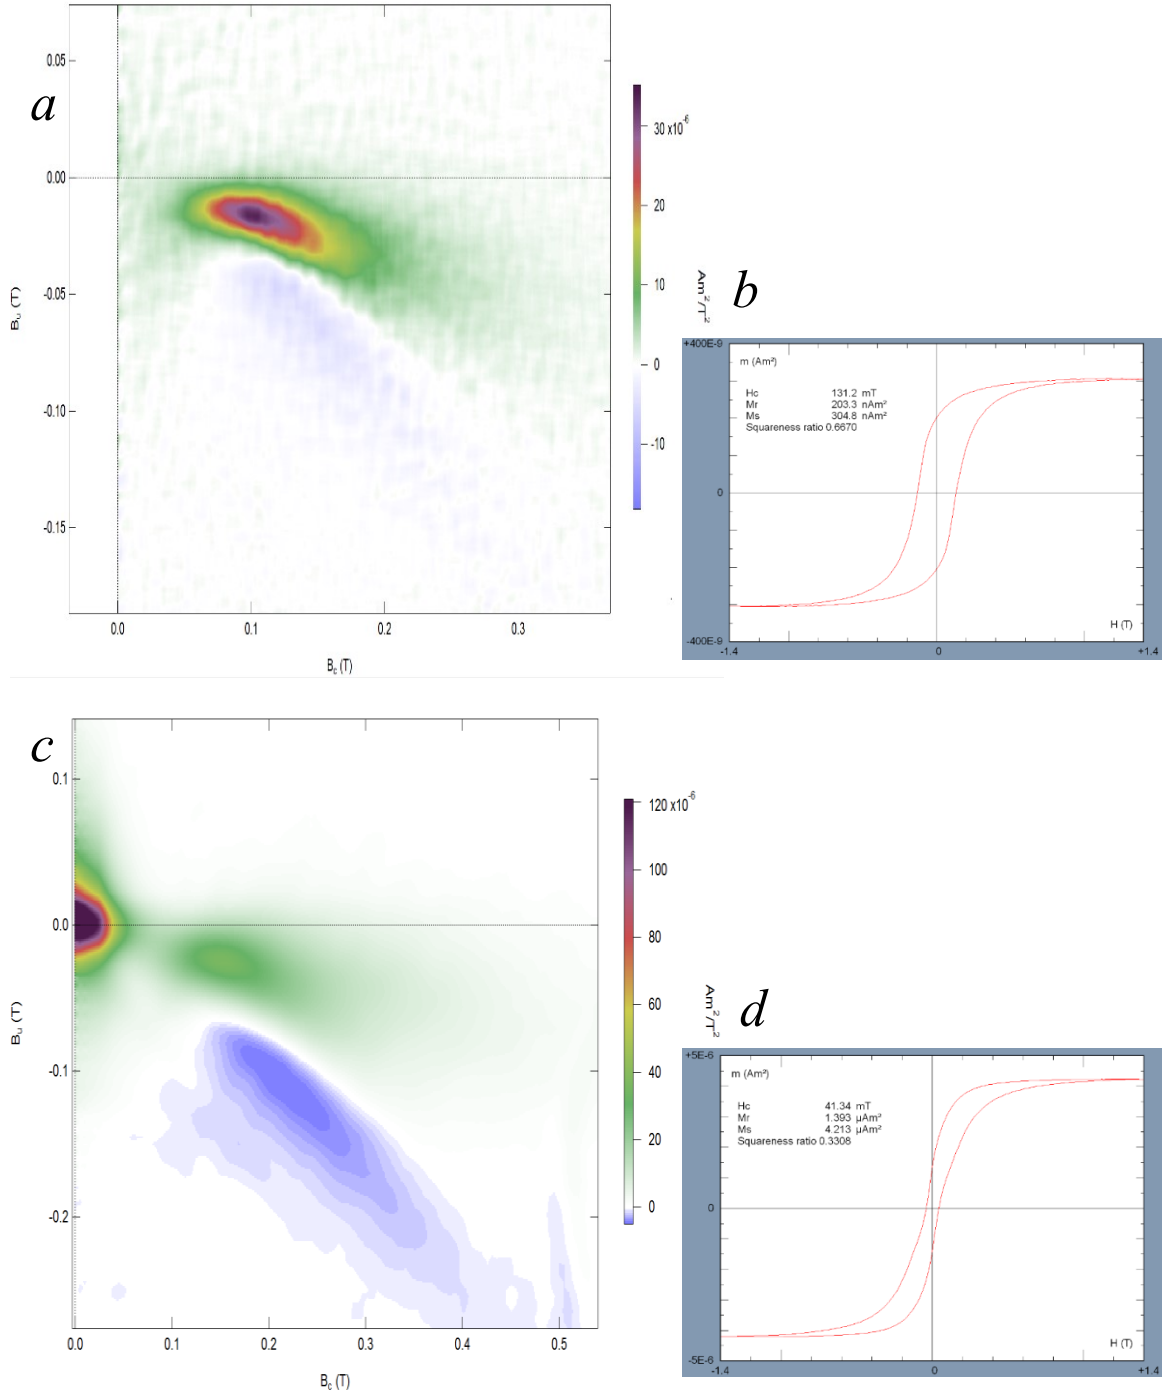 a
0.05
0.00
-0.05
-0.10
-0.15
0.0 0.1 0.2 0.3
Bc (T)
Bu (T)
30 x10⁻⁶
20
10
0
-10
Am²/T²
b
+400E-9
m (Am²)
Hc 131.2 mT
Mr 203.3 nAm²
Ms 304.8 nAm²
Squareness ratio 0.6670
0
H (T)
-400E-9
-1.4 0 +1.4
c
0.1
0.0
-0.1
-0.2
0.0 0.1 0.2 0.3 0.4 0.5
Bc (T)
Bu (T)
120 x10⁻⁶
100
80
60
40
20
0
Am²/T²
d
+5E-6
m (Am²)
Hc 41.34 mT
Mr 1.393 µAm²
Ms 4.213 µAm²
Squareness ratio 0.3308
0
H (T)
-5E-6
-1.4 0 +1.4